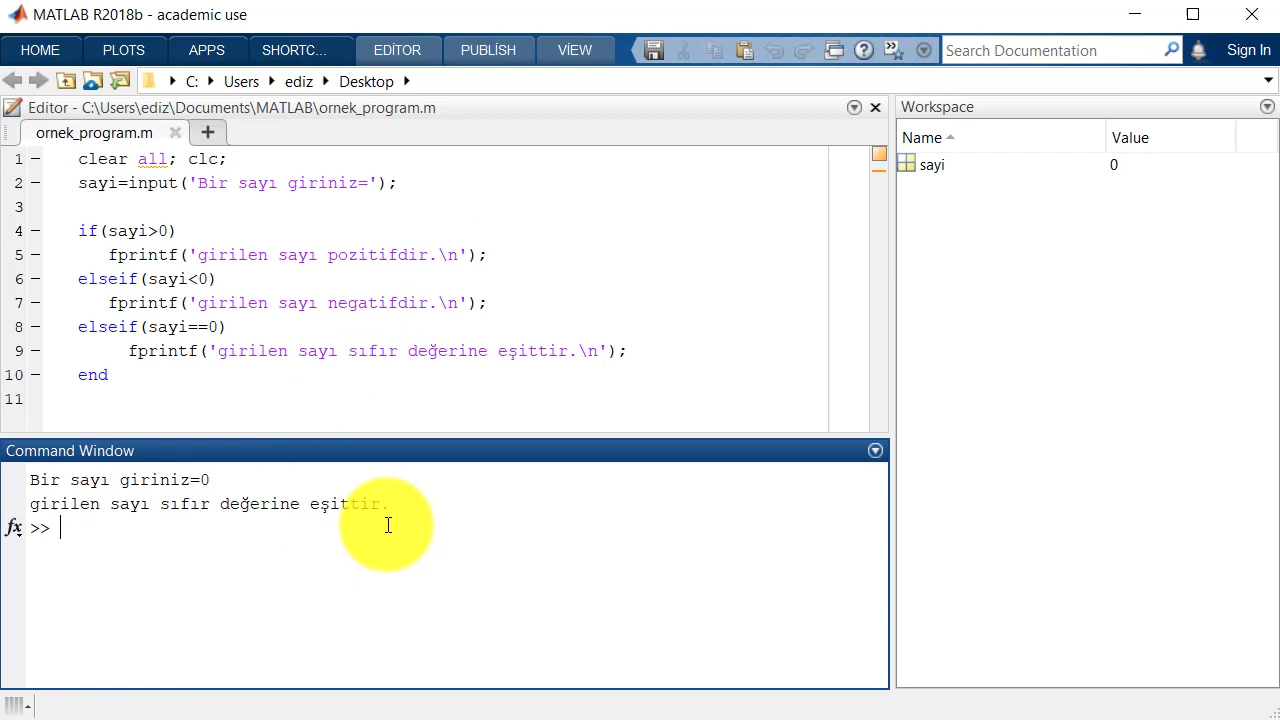 MATLAB R2018b - academic use
HOME PLOTS APPS SHORTC... EDİTOR PUBLİSH VİEW Search Documentation Sign In
C: Users ediz Desktop
Editor - C:\Users\ediz\Documents\MATLAB\ornek_program.m
Workspace
ornek_program.m
Name Value
sayi 0
1 clear all; clc;
2 sayi=input('Bir sayı giriniz=');
3
4 if(sayi>0)
5 fprintf('girilen sayı pozitifdir.\n');
6 elseif(sayi<0)
7 fprintf('girilen sayı negatifdir.\n');
8 elseif(sayi==0)
9 fprintf('girilen sayı sıfır değerine eşittir.\n');
10 end
11
Command Window
Bir sayı giriniz=0
girilen sayı sıfır değerine eşittir.
fx >>